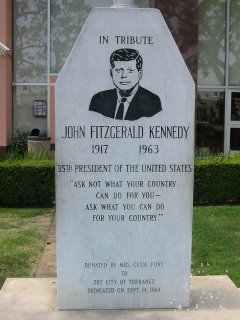 IN TRIBUTE
JOHN FITZGERALD KENNEDY
1917 1963
35TH PRESIDENT OF THE UNITED STATES
"ASK NOT WHAT YOUR COUNTRY
CAN DO FOR YOU—
ASK WHAT YOU CAN DO
FOR YOUR COUNTRY"
DONATED BY MRS. CELIA PONS
TO
THE CITY OF TORRANCE
DEDICATED ON SEPT. 14, 1964